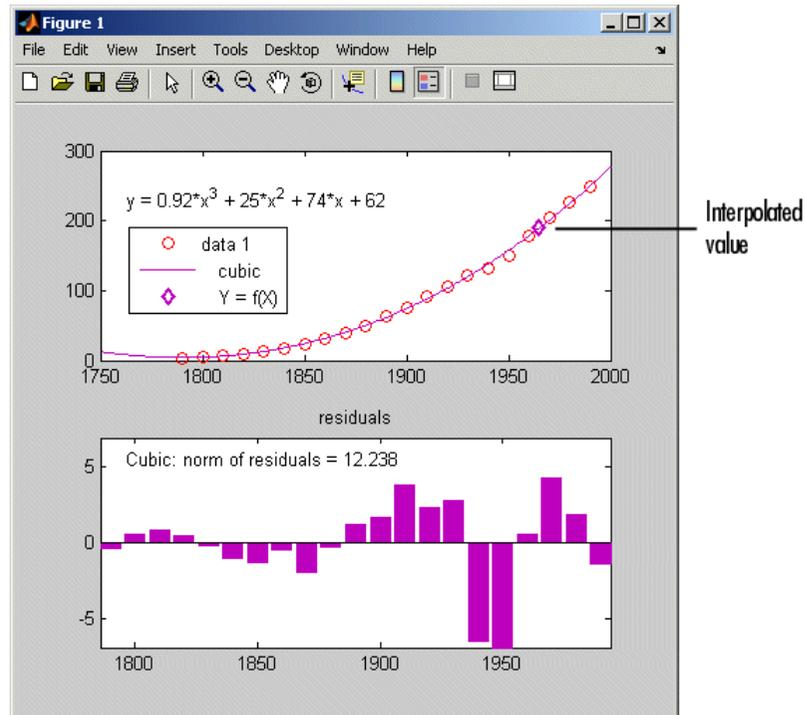 Figure 1
File Edit View Insert Tools Desktop Window Help
300
200
100
0
y = 0.92*x³ + 25*x² + 74*x + 62
data 1
cubic
Y = f(X)
Interpolated
value
1750 1800 1850 1900 1950 2000
residuals
Cubic: norm of residuals = 12.238
5
0
-5
1800 1850 1900 1950